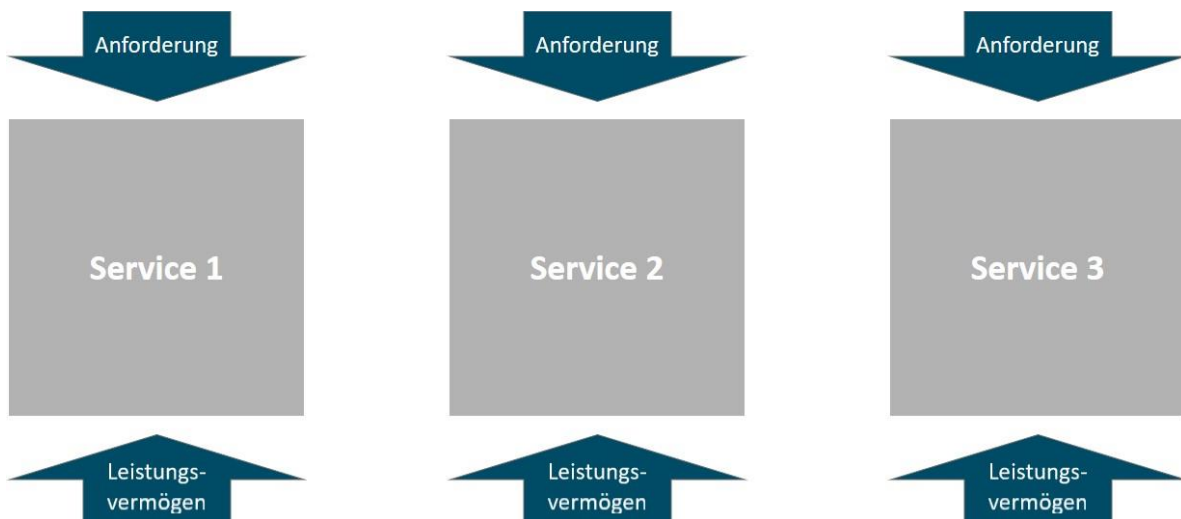 Anforderung
Anforderung
Anforderung
Service 1
Service 2
Service 3
Leistungs-
vermögen
Leistungs-
vermögen
Leistungs-
vermögen